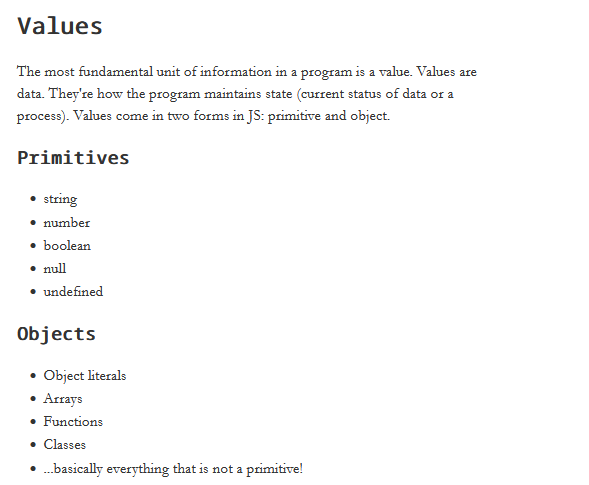 Values
The most fundamental unit of information in a program is a value. Values are
data. They're how the program maintains state (current status of data or a
process). Values come in two forms in JS: primitive and object.
Primitives
• string
• number
• boolean
• null
• undefined
Objects
• Object literals
• Arrays
• Functions
• Classes
• ...basically everything that is not a primitive!